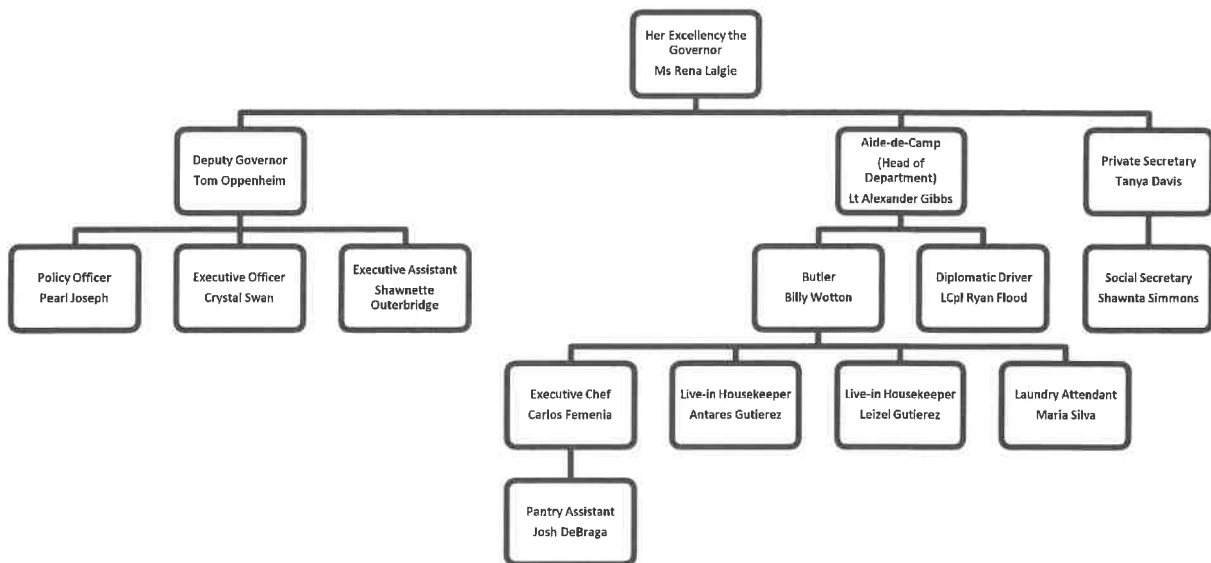 Her Excellency the
Governor
Ms Rena Lalgie
Deputy Governor
Tom Oppenheim
Aide-de-Camp
(Head of
Department)
Lt Alexander Gibbs
Private Secretary
Tanya Davis
Policy Officer
Pearl Joseph
Executive Officer
Crystal Swan
Executive Assistant
Shawnette
Outerbridge
Butler
Billy Wotton
Diplomatic Driver
LCpl Ryan Flood
Social Secretary
Shawnta Simmons
Executive Chef
Carlos Femenia
Live-in Housekeeper
Antares Gutierez
Live-in Housekeeper
Leizel Gutierez
Laundry Attendant
Maria Silva
Pantry Assistant
Josh DeBraga